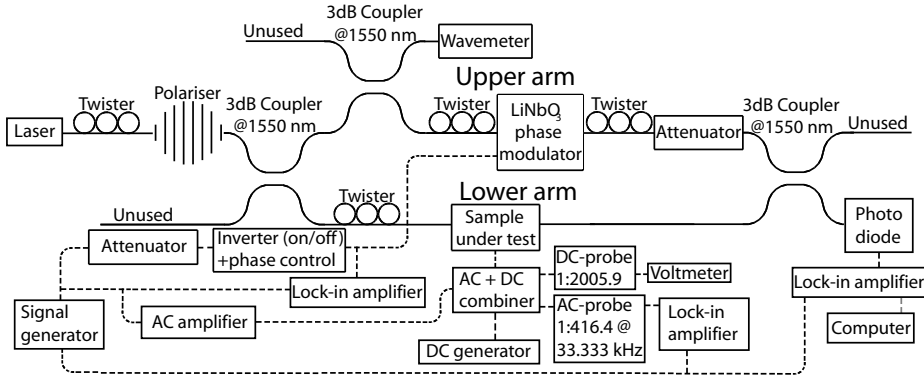 3dB Coupler
@1550 nm
Unused
Wavemeter
Upper arm
Polariser
Twister
3dB Coupler
@1550 nm
Twister
LiNbO3
phase
modulator
Twister
3dB Coupler
@1550 nm
Laser
Attenuator
Unused
Lower arm
Twister
Unused
Sample
under test
Photo
diode
Attenuator
Inverter (on/off)
+phase control
DC-probe
1:2005.9
Voltmeter
AC + DC
combiner
Lock-in amplifier
Lock-in amplifier
Signal
generator
AC amplifier
AC-probe
1:416.4 @
33.333 kHz
Lock-in
amplifier
Computer
DC generator